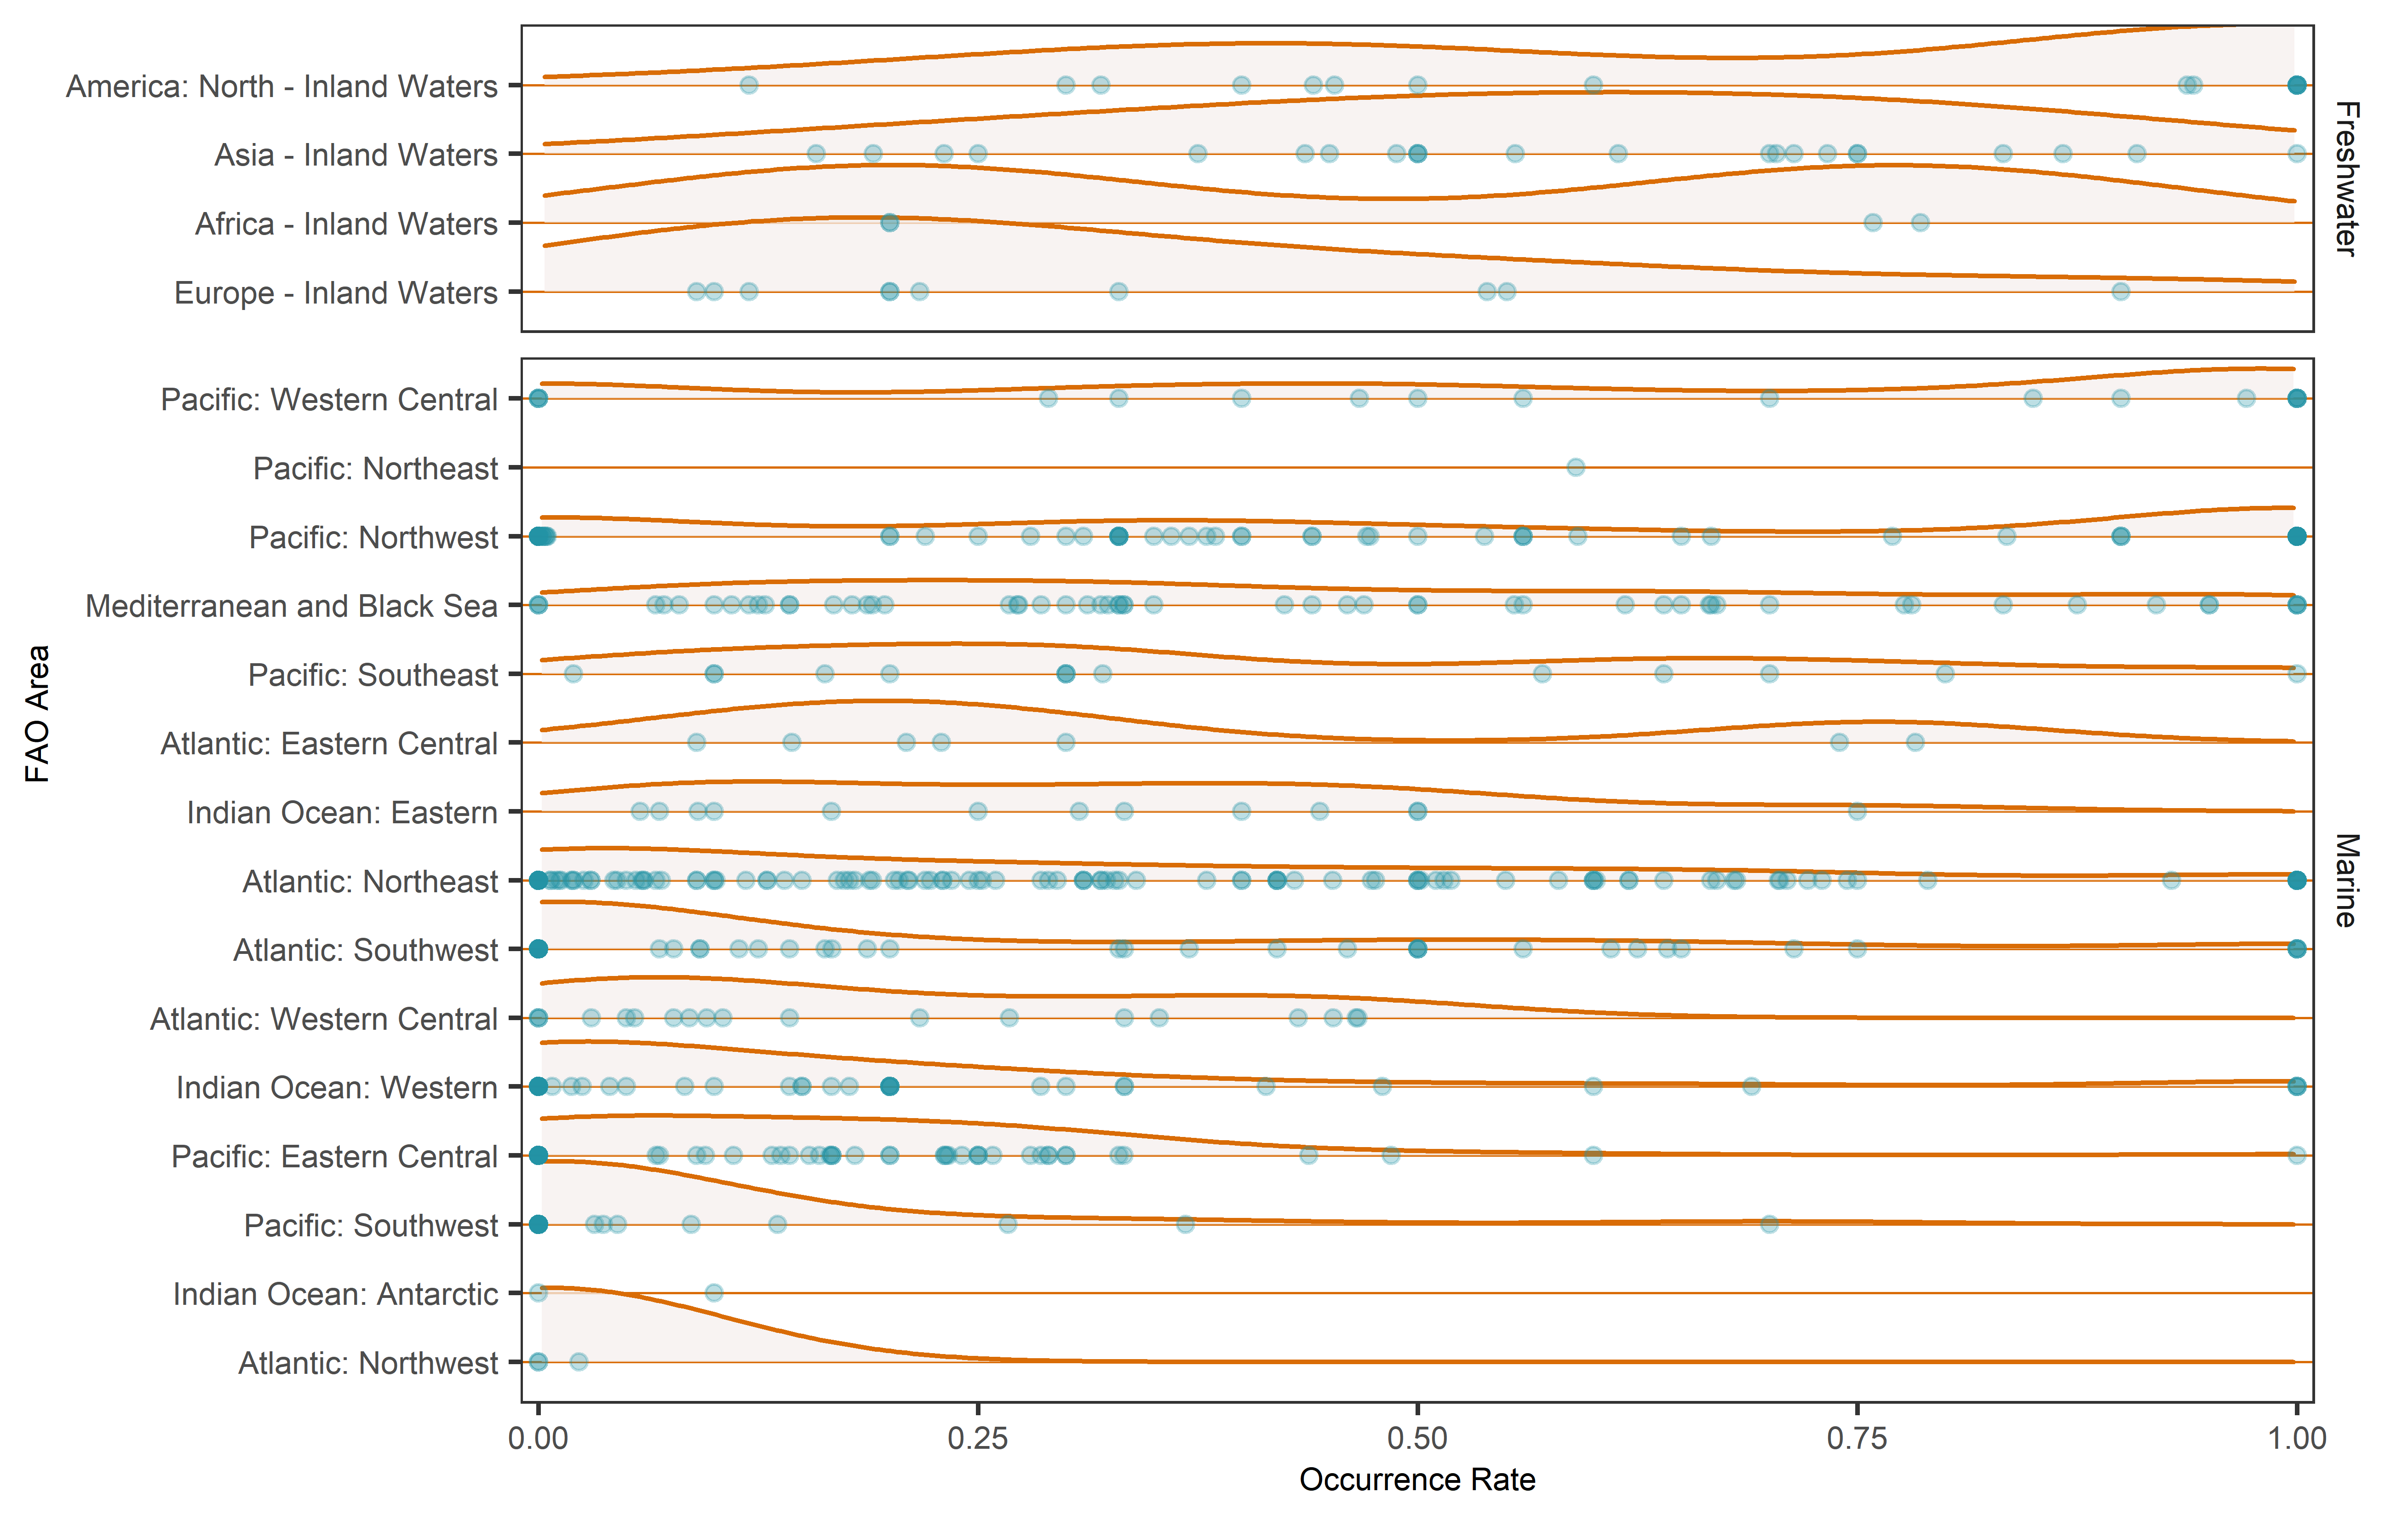 America: North - Inland Waters
Asia - Inland Waters
Africa - Inland Waters
Europe - Inland Waters
Freshwater
Pacific: Western Central
Pacific: Northeast
Pacific: Northwest
Mediterranean and Black Sea
Pacific: Southeast
Atlantic: Eastern Central
Indian Ocean: Eastern
Atlantic: Northeast
Atlantic: Southwest
Atlantic: Western Central
Indian Ocean: Western
Pacific: Eastern Central
Pacific: Southwest
Indian Ocean: Antarctic
Atlantic: Northwest
Marine
FAO Area
0.00 0.25 0.50 0.75 1.00
Occurrence Rate